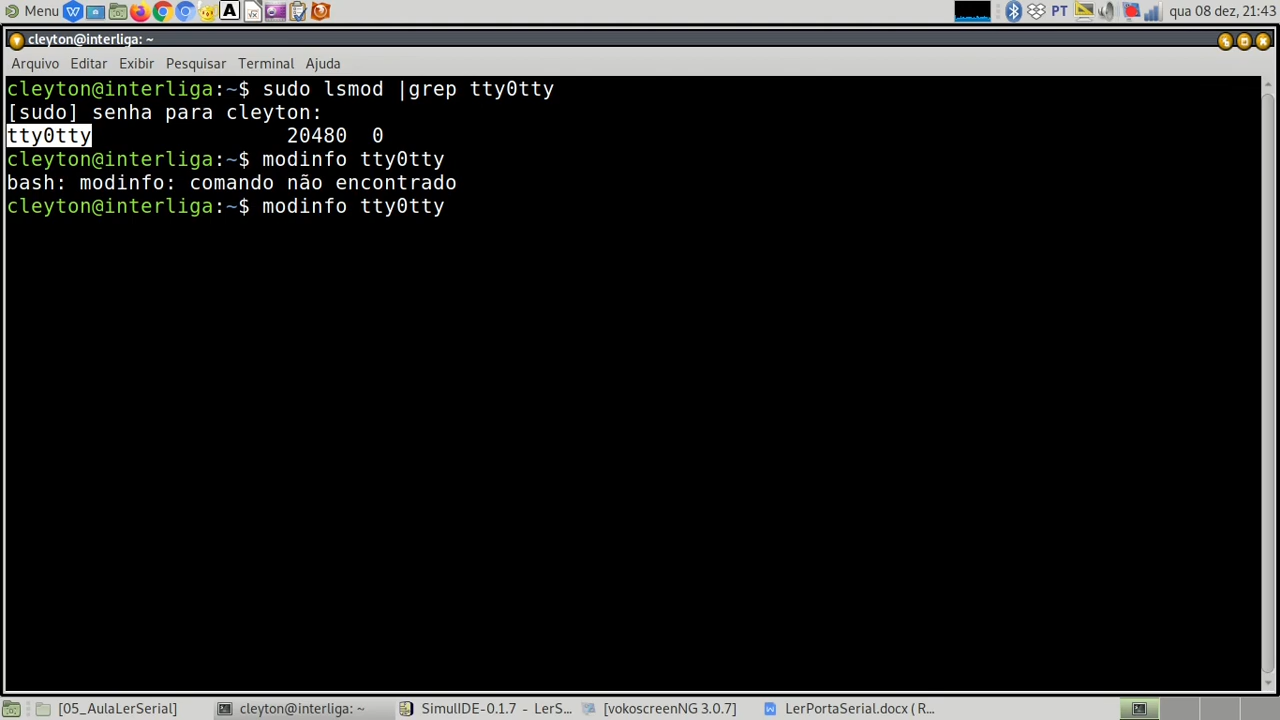 Menu A PT qua 08 dez, 21:43
cleyton@interliga: ~
Arquivo Editar Exibir Pesquisar Terminal Ajuda
cleyton@interliga:~$ sudo lsmod |grep tty0tty
[sudo] senha para cleyton:
tty0tty 20480 0
cleyton@interliga:~$ modinfo tty0tty
bash: modinfo: comando não encontrado
cleyton@interliga:~$ modinfo tty0tty
[05_AulaLerSerial] cleyton@interliga: ~ SimulIDE-0.1.7 - LerS... [vokoscreenNG 3.0.7] LerPortaSerial.docx (R...